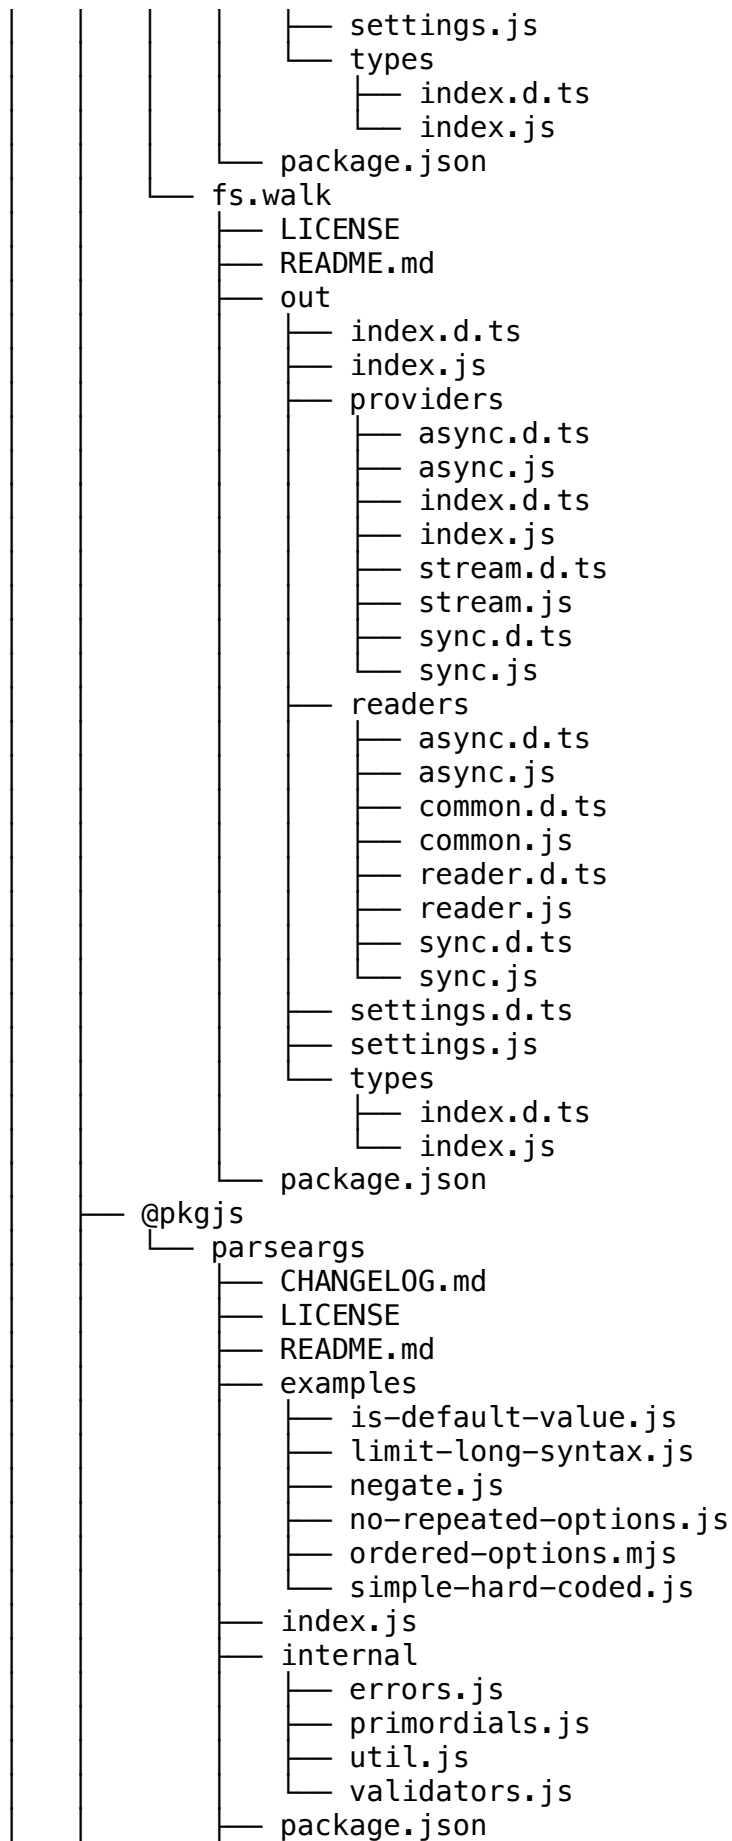 │   │   │   │   ├── settings.js
│   │   │   │   └── types
│   │   │   │       ├── index.d.ts
│   │   │   │       └── index.js
│   │   │   └── package.json
│   │   └── fs.walk
│   │       ├── LICENSE
│   │       ├── README.md
│   │       ├── out
│   │       │   ├── index.d.ts
│   │       │   ├── index.js
│   │       │   ├── providers
│   │       │   │   ├── async.d.ts
│   │       │   │   ├── async.js
│   │       │   │   ├── index.d.ts
│   │       │   │   ├── index.js
│   │       │   │   ├── stream.d.ts
│   │       │   │   ├── stream.js
│   │       │   │   ├── sync.d.ts
│   │       │   │   └── sync.js
│   │       │   ├── readers
│   │       │   │   ├── async.d.ts
│   │       │   │   ├── async.js
│   │       │   │   ├── common.d.ts
│   │       │   │   ├── common.js
│   │       │   │   ├── reader.d.ts
│   │       │   │   ├── reader.js
│   │       │   │   ├── sync.d.ts
│   │       │   │   └── sync.js
│   │       │   ├── settings.d.ts
│   │       │   ├── settings.js
│   │       │   └── types
│   │       │       ├── index.d.ts
│   │       │       └── index.js
│   │       └── package.json
│   ├── @pkgjs
│   │   └── parseargs
│   │       ├── CHANGELOG.md
│   │       ├── LICENSE
│   │       ├── README.md
│   │       ├── examples
│   │       │   ├── is-default-value.js
│   │       │   ├── limit-long-syntax.js
│   │       │   ├── negate.js
│   │       │   ├── no-repeated-options.js
│   │       │   ├── ordered-options.mjs
│   │       │   └── simple-hard-coded.js
│   │       ├── index.js
│   │       ├── internal
│   │       │   ├── errors.js
│   │       │   ├── primordials.js
│   │       │   ├── util.js
│   │       │   └── validators.js
│   │       ├── package.json